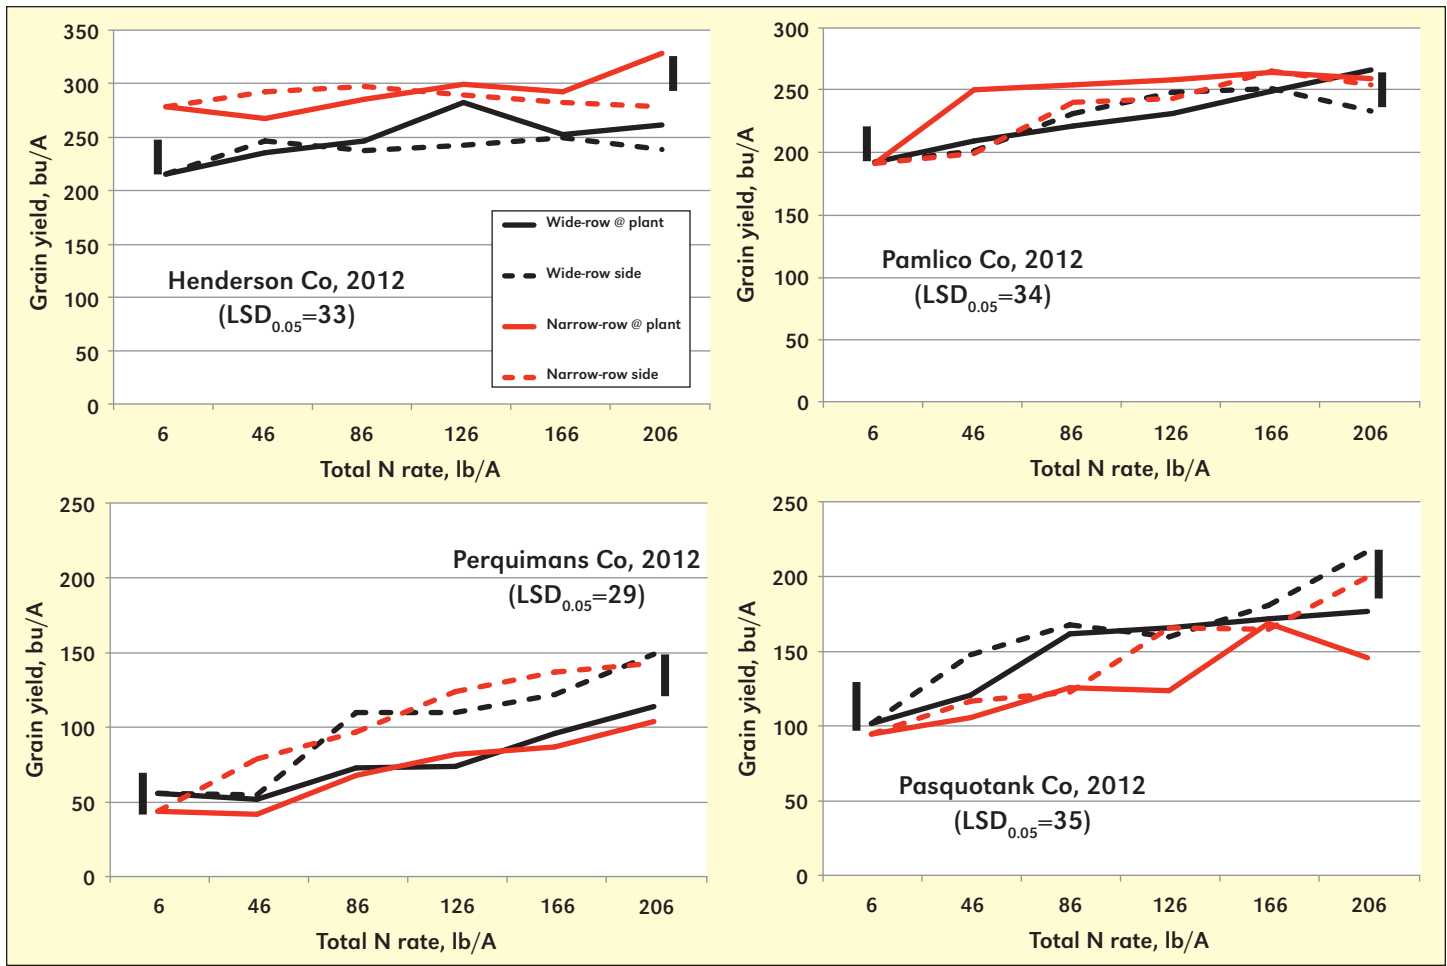 350
300
250
200
150
100
50
0
Grain yield, bu/A
Henderson Co, 2012
(LSD0.05=33)
Wide-row @ plant
Wide-row side
Narrow-row @ plant
Narrow-row side
6 46 86 126 166 206
Total N rate, lb/A
300
250
200
150
100
50
0
Grain yield, bu/A
Pamlico Co, 2012
(LSD0.05=34)
6 46 86 126 166 206
Total N rate, lb/A
250
200
150
100
50
0
Grain yield, bu/A
Perquimans Co, 2012
(LSD0.05=29)
6 46 86 126 166 206
Total N rate, lb/A
250
200
150
100
50
0
Grain yield, bu/A
Pasquotank Co, 2012
(LSD0.05=35)
6 46 86 126 166 206
Total N rate, lb/A